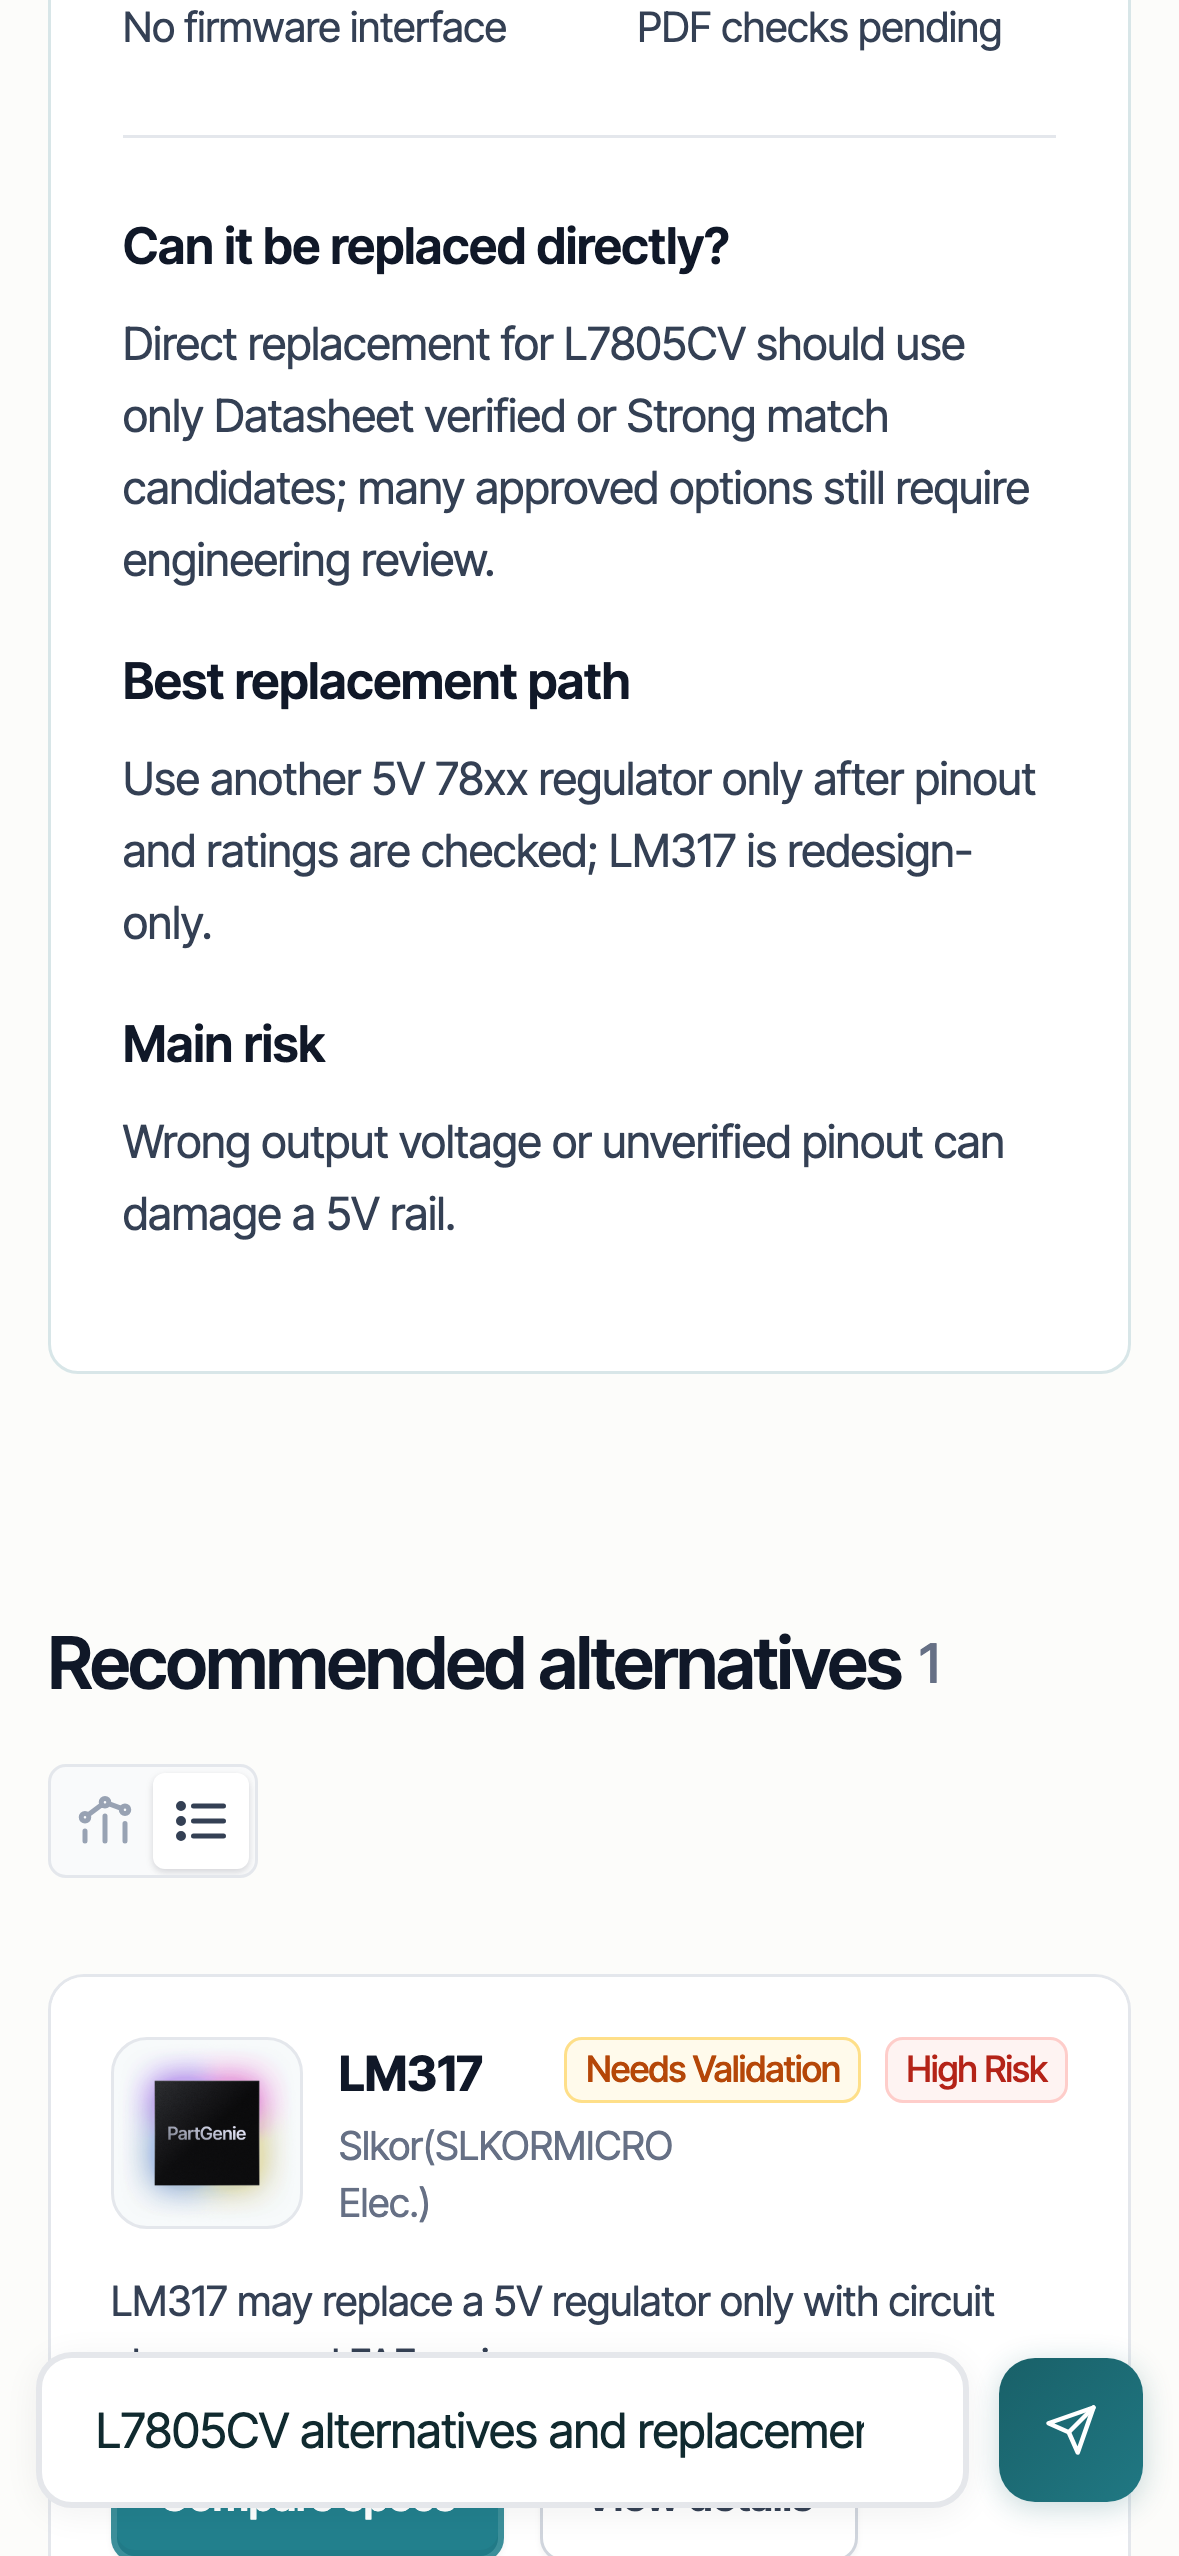 No firmware interface
PDF checks pending
Can it be replaced directly?
Direct replacement for L7805CV should use
only Datasheet verified or Strong match
candidates; many approved options still require
engineering review.
Best replacement path
Use another 5V 78xx regulator only after pinout
and ratings are checked; LM317 is redesign-
only.
Main risk
Wrong output voltage or unverified pinout can
damage a 5V rail.
Recommended alternatives 1
LM317
Needs Validation
High Risk
Slkor(SLKORMICRO
Elec.)
PartGenie
LM317 may replace a 5V regulator only with circuit
L7805CV alternatives and replacemer